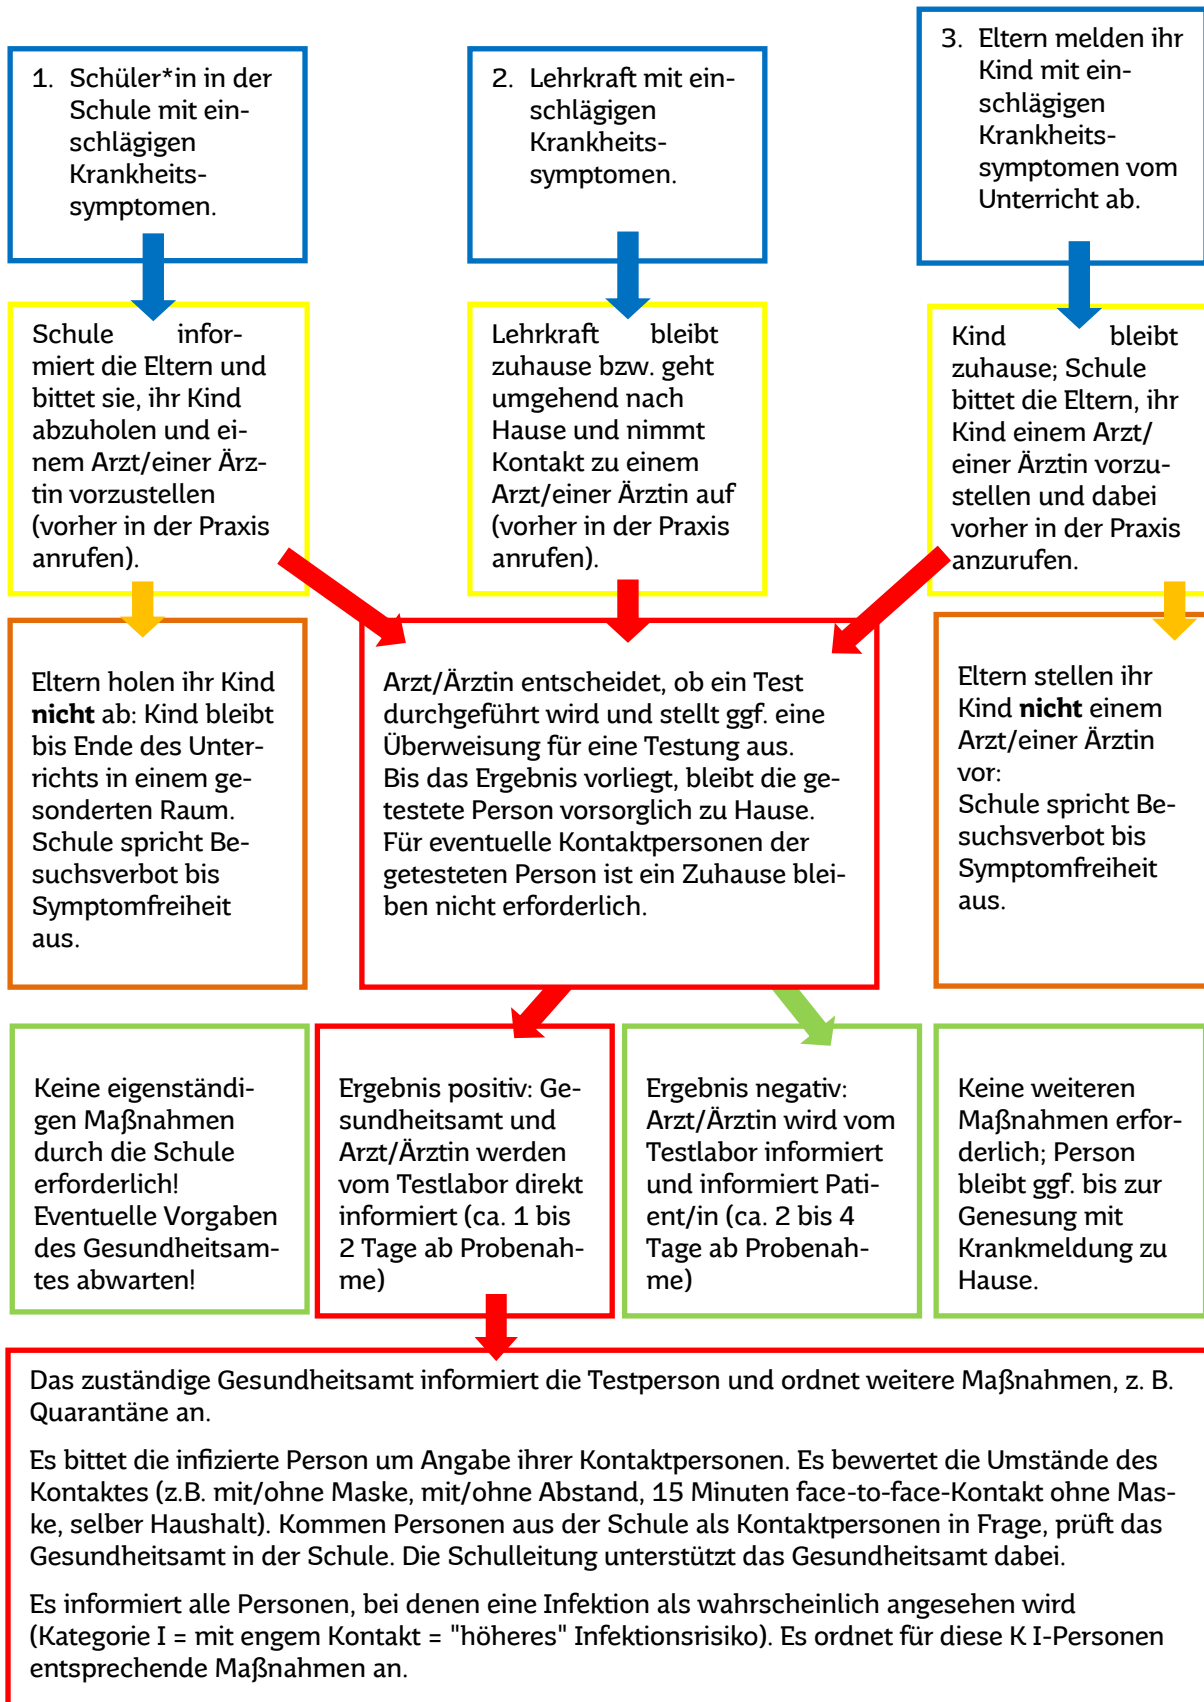 1. Schüler*in in der
Schule mit ein-
schlägigen
Krankheits-
symptomen.
2. Lehrkraft mit ein-
schlägigen
Krankheits-
symptomen.
3. Eltern melden ihr
Kind mit ein-
schlägigen
Krankheits-
symptomen vom
Unterricht ab.
Schule infor-
miert die Eltern und
bittet sie, ihr Kind
abzuholen und ei-
nem Arzt/einer Ärz-
tin vorzustellen
(vorher in der Praxis
anrufen).
Lehrkraft bleibt
zuhause bzw. geht
umgehend nach
Hause und nimmt
Kontakt zu einem
Arzt/einer Ärztin auf
(vorher in der Praxis
anrufen).
Kind bleibt
zuhause; Schule
bittet die Eltern, ihr
Kind einem Arzt/
einer Ärztin vorzu-
stellen und dabei
vorher in der Praxis
anzurufen.
Eltern holen ihr Kind
nicht ab: Kind bleibt
bis Ende des Unter-
richts in einem ge-
sonderten Raum.
Schule spricht Be-
suchsverbot bis
Symptomfreiheit
aus.
Arzt/Ärztin entscheidet, ob ein Test
durchgeführt wird und stellt ggf. eine
Überweisung für eine Testung aus.
Bis das Ergebnis vorliegt, bleibt die ge-
testete Person vorsorglich zu Hause.
Für eventuelle Kontaktpersonen der
getesteten Person ist ein Zuhause blei-
ben nicht erforderlich.
Eltern stellen ihr
Kind nicht einem
Arzt/einer Ärztin
vor:
Schule spricht Be-
suchsverbot bis
Symptomfreiheit
aus.
Keine eigenständi-
gen Maßnahmen
durch die Schule
erforderlich!
Eventuelle Vorgaben
des Gesundheitsam-
tes abwarten!
Ergebnis positiv: Ge-
sundheitsamt und
Arzt/Ärztin werden
vom Testlabor direkt
informiert (ca. 1 bis
2 Tage ab Probenah-
me)
Ergebnis negativ:
Arzt/Ärztin wird vom
Testlabor informiert
und informiert Pati-
ent/in (ca. 2 bis 4
Tage ab Probenah-
me)
Keine weiteren
Maßnahmen erfor-
derlich; Person
bleibt ggf. bis zur
Genesung mit
Krankmeldung zu
Hause.
Das zuständige Gesundheitsamt informiert die Testperson und ordnet weitere Maßnahmen, z. B.
Quarantäne an.
Es bittet die infizierte Person um Angabe ihrer Kontaktpersonen. Es bewertet die Umstände des
Kontaktes (z.B. mit/ohne Maske, mit/ohne Abstand, 15 Minuten face-to-face-Kontakt ohne Mas-
ke, selber Haushalt). Kommen Personen aus der Schule als Kontaktpersonen in Frage, prüft das
Gesundheitsamt in der Schule. Die Schulleitung unterstützt das Gesundheitsamt dabei.
Es informiert alle Personen, bei denen eine Infektion als wahrscheinlich angesehen wird
(Kategorie I = mit engem Kontakt = "höheres" Infektionsrisiko). Es ordnet für diese K I-Personen
entsprechende Maßnahmen an.